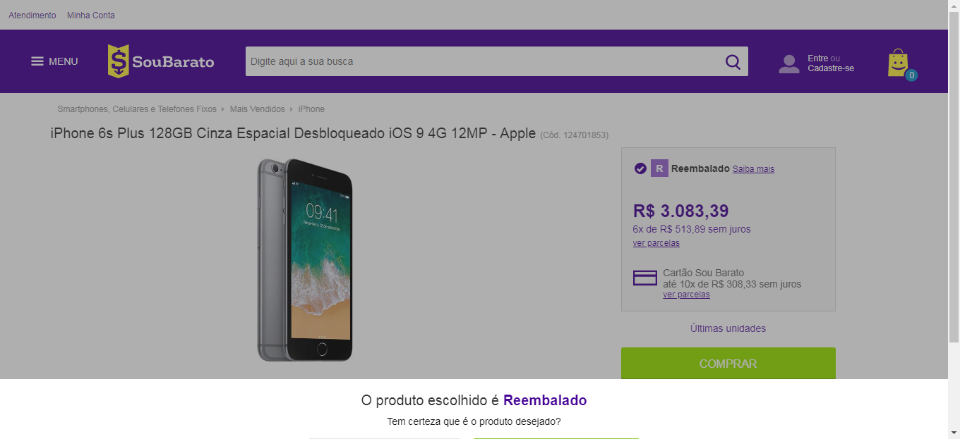 Atendimento Minha Conta
MENU
SouBarato
Digite aqui a sua busca
Entre ou
Cadastre-se
0
Smartphones, Celulares e Telefones Fixos › Mais Vendidos › iPhone
iPhone 6s Plus 128GB Cinza Espacial Desbloqueado iOS 9 4G 12MP - Apple (Cód. 124701853)
09:41
R Reembalado Saiba mais
R$ 3.083,39
6x de R$ 513,89 sem juros
ver parcelas
Cartão Sou Barato
até 10x de R$ 308,33 sem juros
ver parcelas
Últimas unidades
COMPRAR
O produto escolhido é Reembalado
Tem certeza que é o produto desejado?